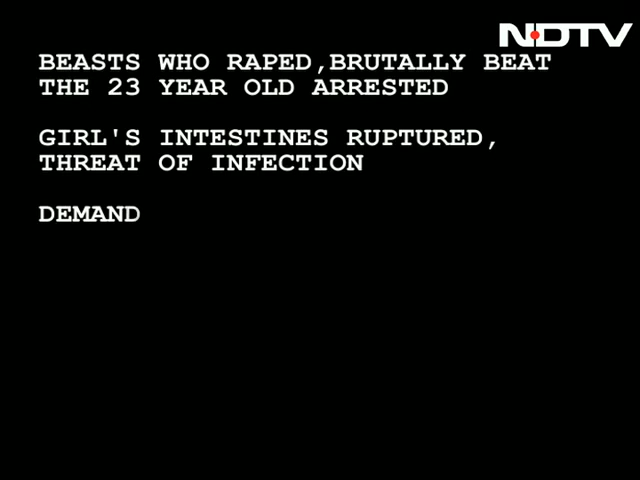 NDTV
BEASTS WHO RAPED,BRUTALLY BEAT
THE 23 YEAR OLD ARRESTED
GIRL'S INTESTINES RUPTURED,
THREAT OF INFECTION
DEMAND